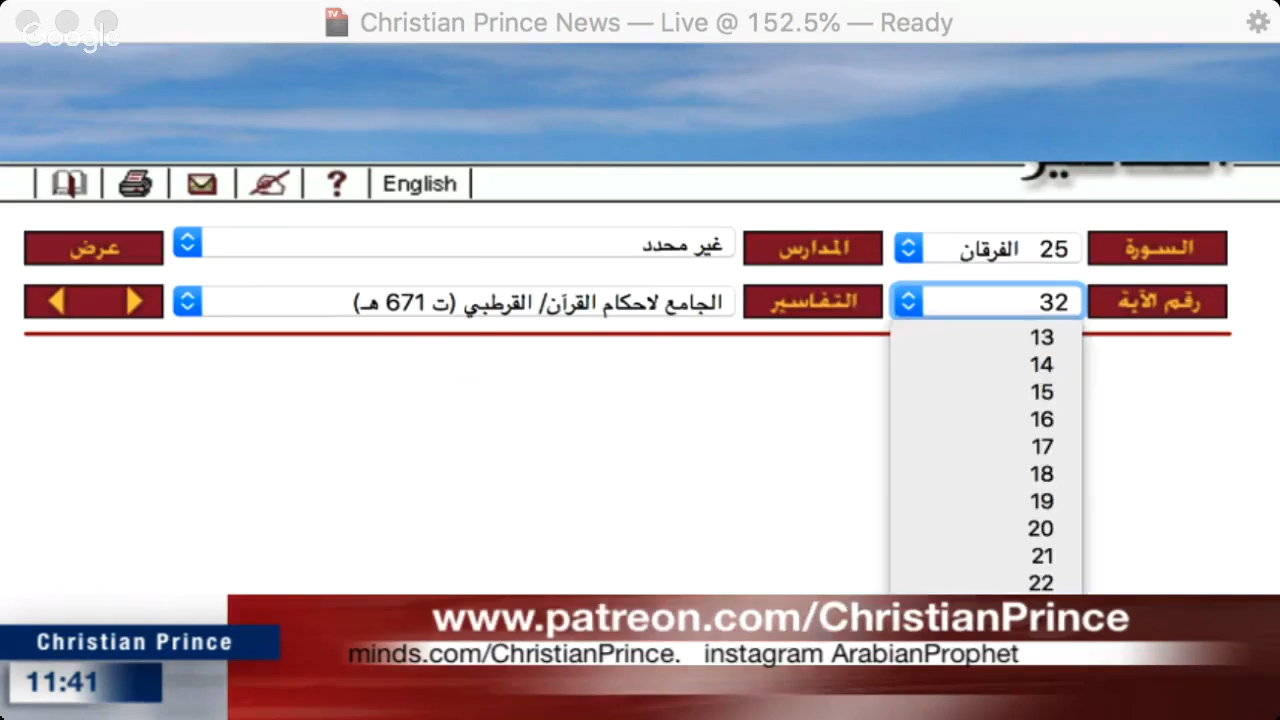 Google
Christian Prince News — Live @ 152.5% — Ready
English
السورة
25 الفرقان
المدارس
غير محدد
عرض
رقم الآية
32
التفاسير
الجامع لاحكام القرآن/ القرطبي (ت 671 هـ)
13
14
15
16
17
18
19
20
21
22
www.patreon.com/ChristianPrince
Christian Prince
minds.com/ChristianPrince. instagram ArabianProphet
11:41